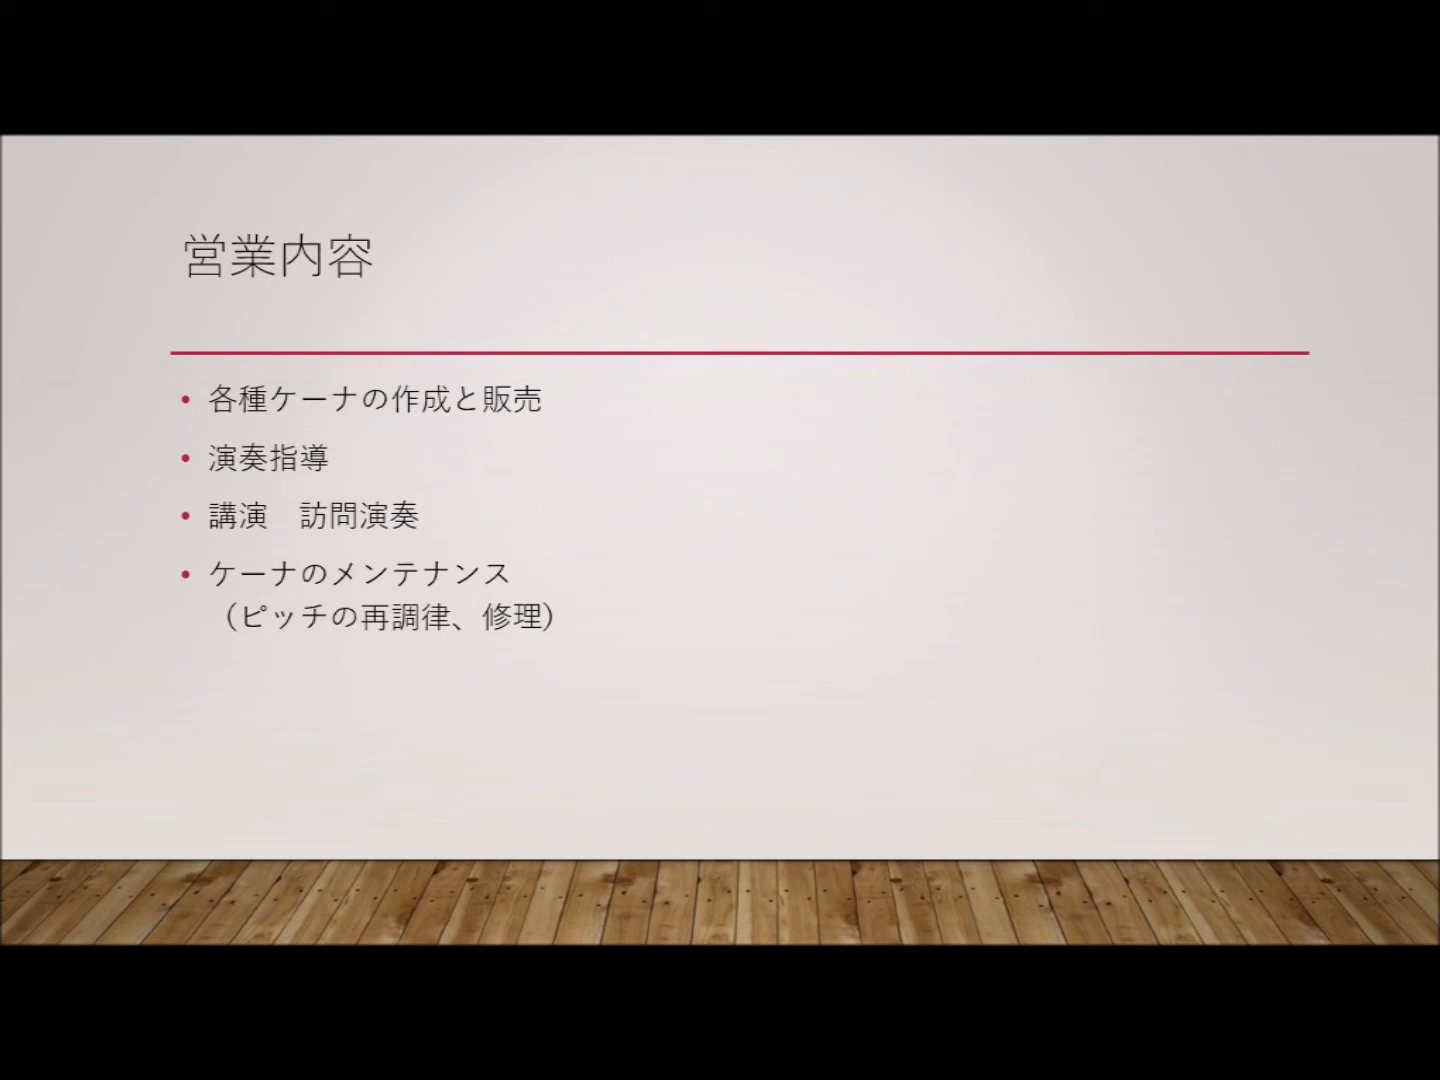 営業内容
• 各種ケーナの作成と販売
• 演奏指導
• 講演　訪問演奏
• ケーナのメンテナンス
（ピッチの再調律、修理）